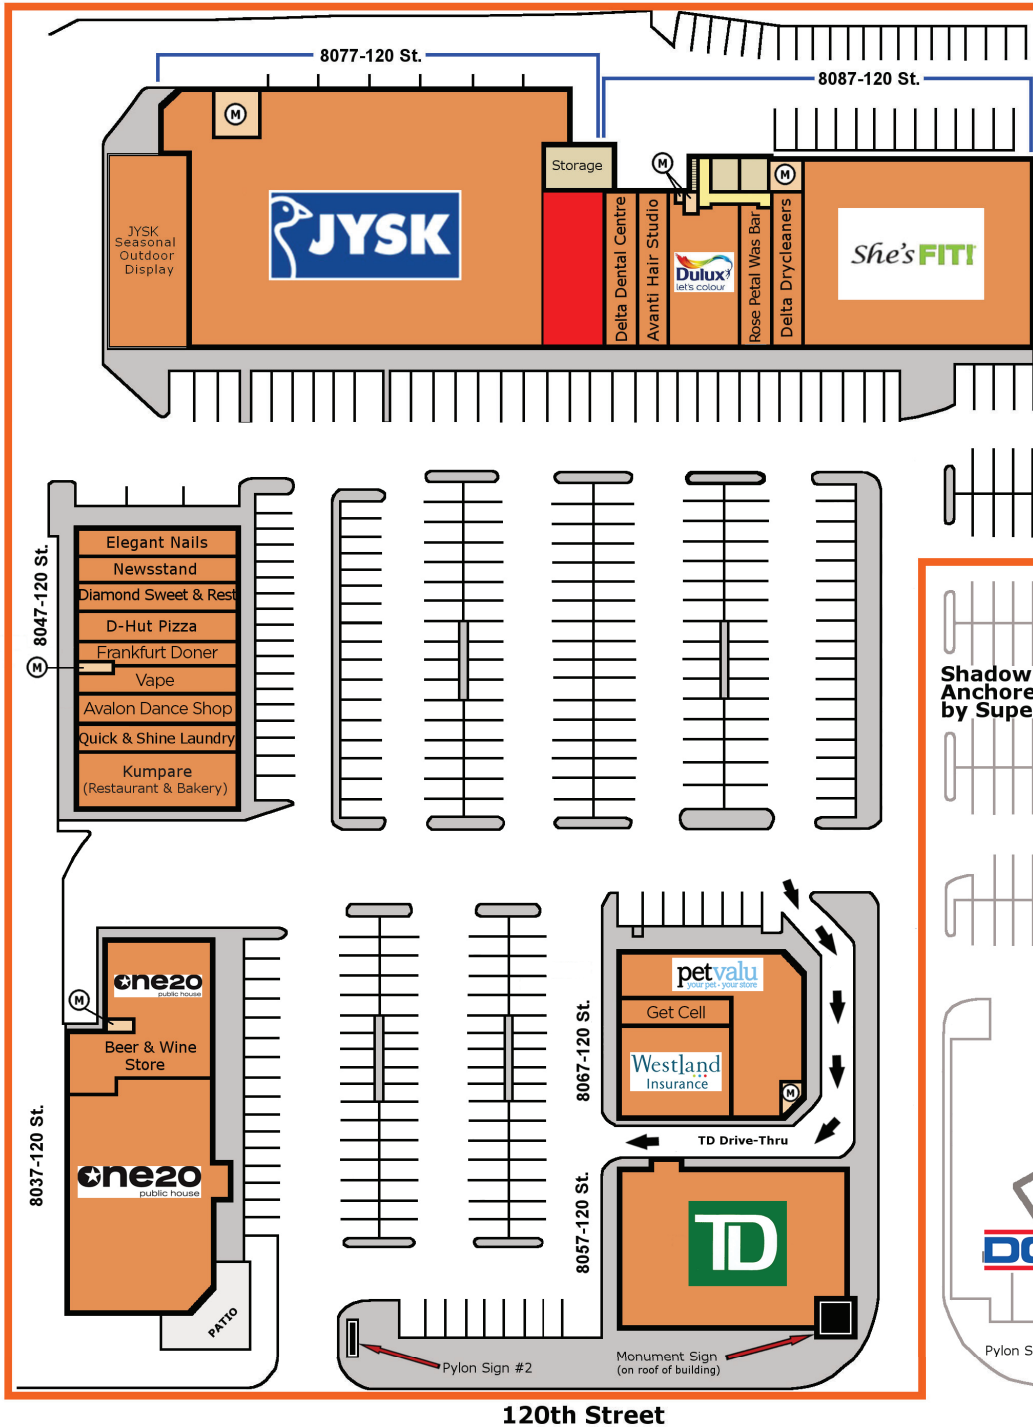 8077-120 St.
8087-120 St.
M
Storage
M
M
JYSK
Seasonal
Outdoor
Display
JYSK
Delta Dental Centre
Avanti Hair Studio
Dulux
let's colour
Rose Petal Was Bar
Delta Drycleaners
She's FIT!
8047-120 St.
Elegant Nails
Newsstand
Diamond Sweet & Rest
D-Hut Pizza
Frankfurt Doner
M
Vape
Avalon Dance Shop
Quick & Shine Laundry
Kumpare
(Restaurant & Bakery)
Shadow
Anchore
by Supe
one20
public house
M
Beer & Wine
Store
8037-120 St.
one20
public house
PATIO
8067-120 St.
petvalu
your pet · your store
Get Cell
Westland
Insurance
M
TD Drive-Thru
8057-120 St.
TD
DO
Pylon Sign #2
Monument Sign
(on roof of building)
Pylon S
120th Street